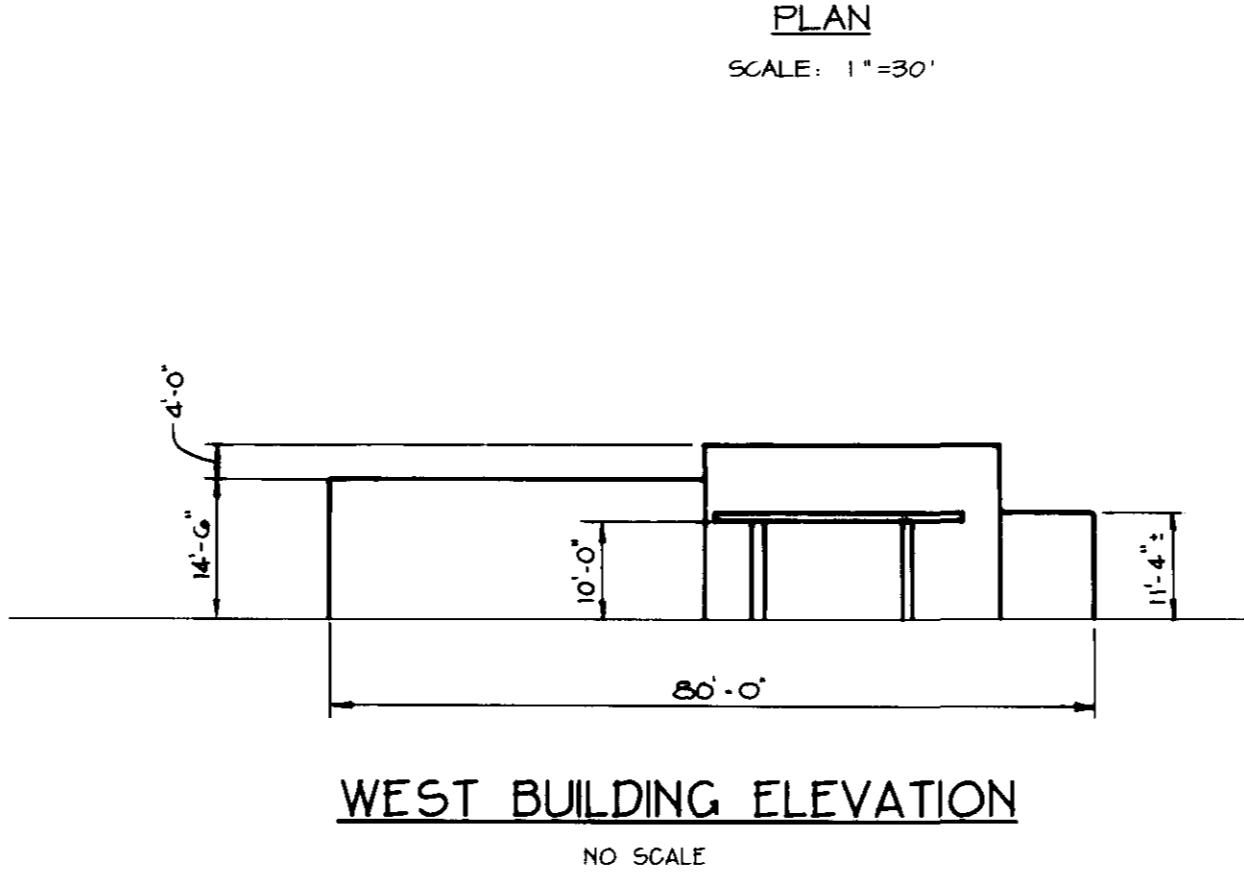 PLAN
SCALE: 1"=30'
4'-0"
14'-6"
10'-0"
11'-4" ±
80'-0"
WEST BUILDING ELEVATION
NO SCALE